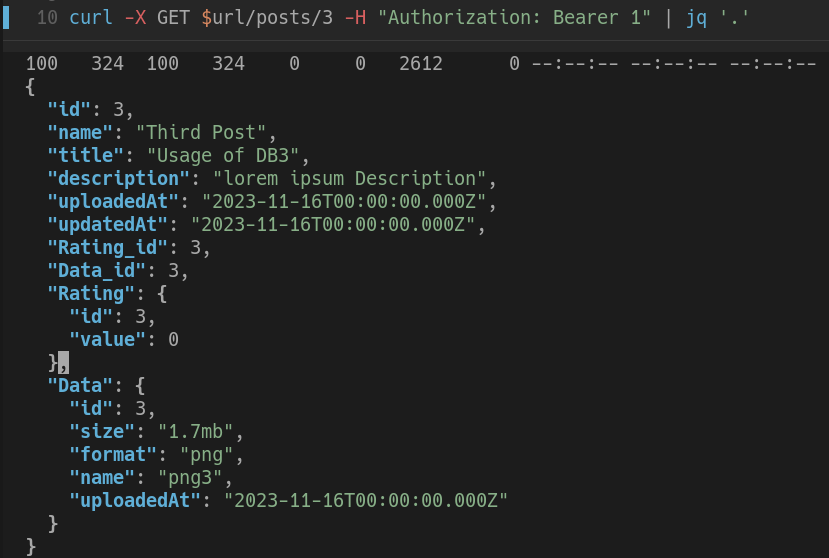 10 curl -X GET $url/posts/3 -H "Authorization: Bearer 1" | jq '.'
100   324  100   324    0     0   2612      0 --:--:-- --:--:-- --:--:--
{
  "id": 3,
  "name": "Third Post",
  "title": "Usage of DB3",
  "description": "lorem ipsum Description",
  "uploadedAt": "2023-11-16T00:00:00.000Z",
  "updatedAt": "2023-11-16T00:00:00.000Z",
  "Rating_id": 3,
  "Data_id": 3,
  "Rating": {
    "id": 3,
    "value": 0
  },
  "Data": {
    "id": 3,
    "size": "1.7mb",
    "format": "png",
    "name": "png3",
    "uploadedAt": "2023-11-16T00:00:00.000Z"
  }
}